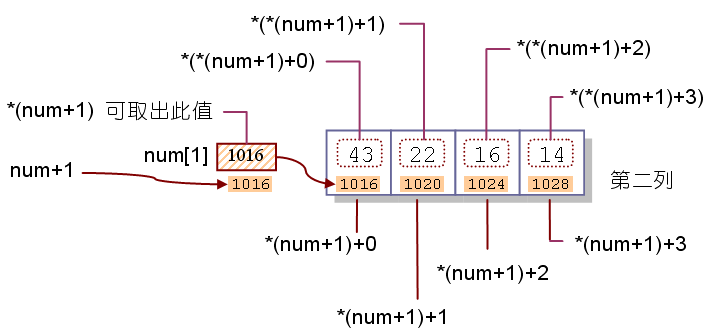 *(*(num+1)+1)
*(*(num+1)+0)
*(*(num+1)+2)
*(*(num+1)+3)
*(num+1) 可取出此值
num[1] 1016
43 22 16 14
num+1
1016
1016 1020 1024 1028
第二列
*(num+1)+0
*(num+1)+3
*(num+1)+2
*(num+1)+1